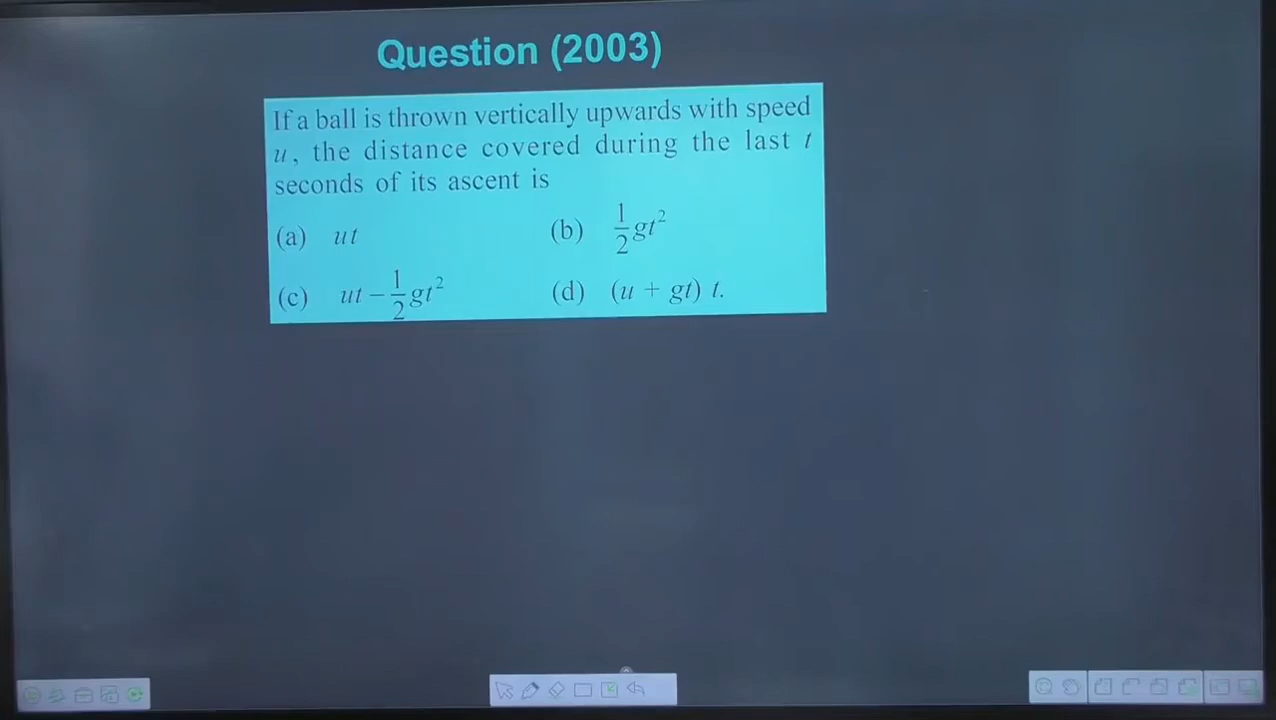 Question (2003)
If a ball is thrown vertically upwards with speed
u, the distance covered during the last t
seconds of its ascent is
(a) ut (b) 1/2 gt²
(c) ut − 1/2 gt² (d) (u + gt) t.